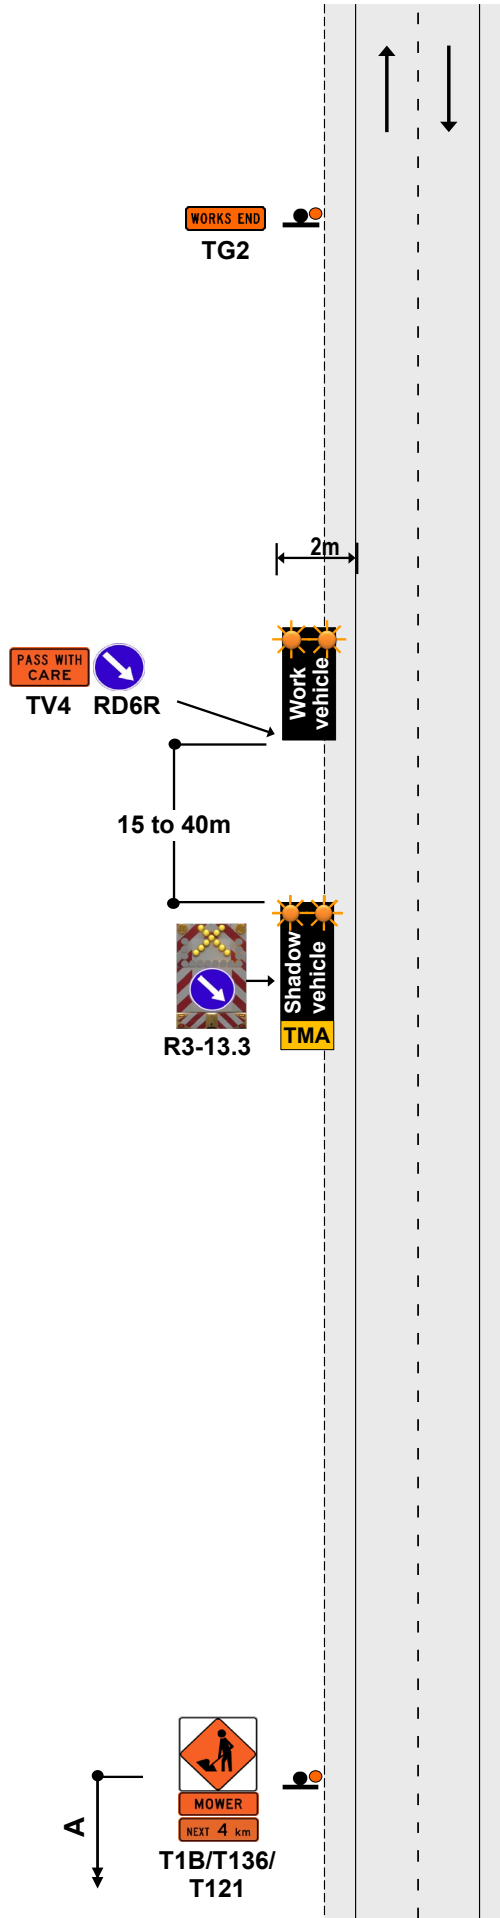 WORKS END
TG2
2m
Work
vehicle
PASS WITH
CARE
TV4 RD6R
15 to 40m
Shadow
vehicle
TMA
R3-13.3
MOWER
NEXT 4 km
A
T1B/T136/
T121